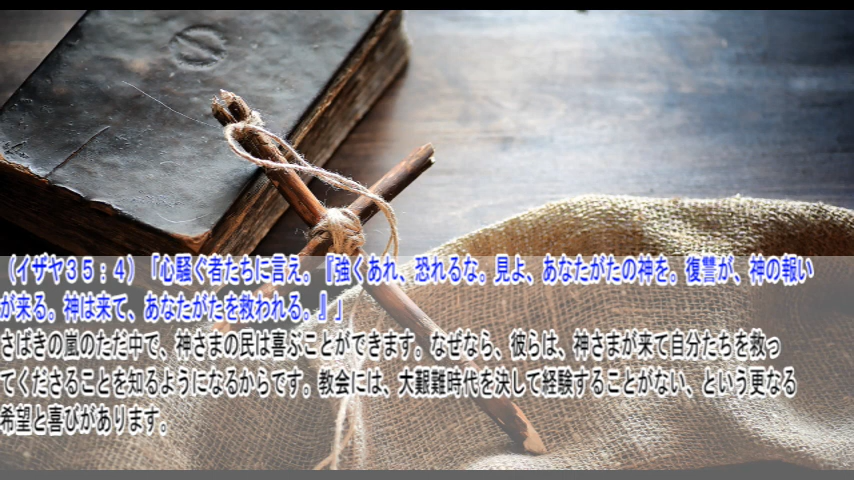 （イザヤ３５：４）「心騒ぐ者たちに言え。『強くあれ、恐れるな。見よ、あなたがたの神を。復讐が、神の報い
が来る。神は来て、あなたがたを救われる。』」
さばきの嵐のただ中で、神さまの民は喜ぶことができます。なぜなら、彼らは、神さまが来て自分たちを救っ
てくださることを知るようになるからです。教会には、大艱難時代を決して経験することがない、という更なる
希望と喜びがあります。